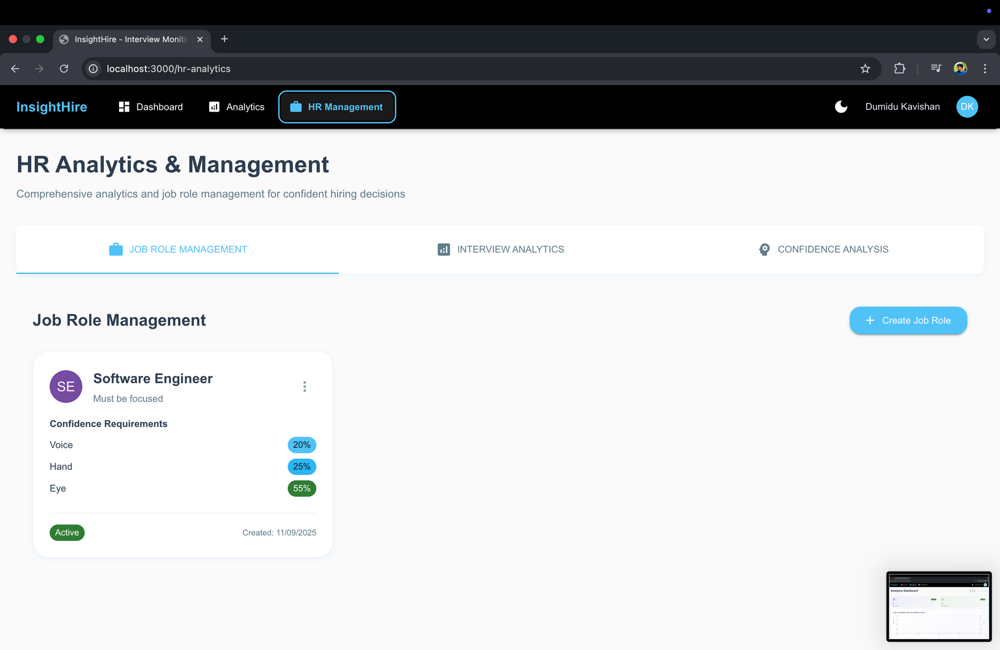 InsightHire - Interview Monito
localhost:3000/hr-analytics
InsightHire
Dashboard
Analytics
HR Management
Dumidu Kavishan
DK
HR Analytics & Management
Comprehensive analytics and job role management for confident hiring decisions
JOB ROLE MANAGEMENT
INTERVIEW ANALYTICS
CONFIDENCE ANALYSIS
Job Role Management
Create Job Role
SE
Software Engineer
Must be focused
Confidence Requirements
Voice 20%
Hand 25%
Eye 55%
Active
Created: 11/09/2025
Analytics Dashboard